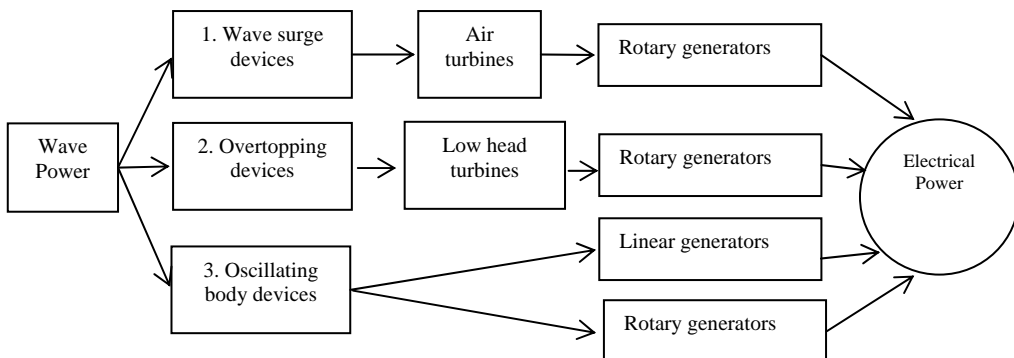 Wave
Power
1. Wave surge
devices
Air
turbines
Rotary generators
2. Overtopping
devices
Low head
turbines
Rotary generators
3. Oscillating
body devices
Linear generators
Rotary generators
Electrical
Power